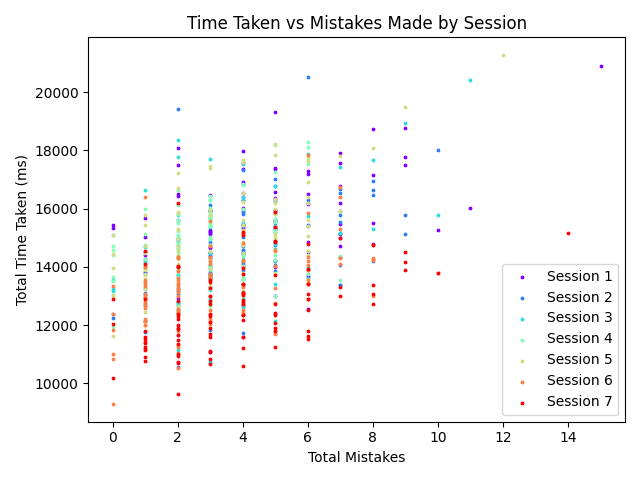 Time Taken vs Mistakes Made by Session
Total Time Taken (ms)
20000
18000
16000
14000
12000
10000
Session 1
Session 2
Session 3
Session 4
Session 5
Session 6
Session 7
0 2 4 6 8 10 12 14
Total Mistakes